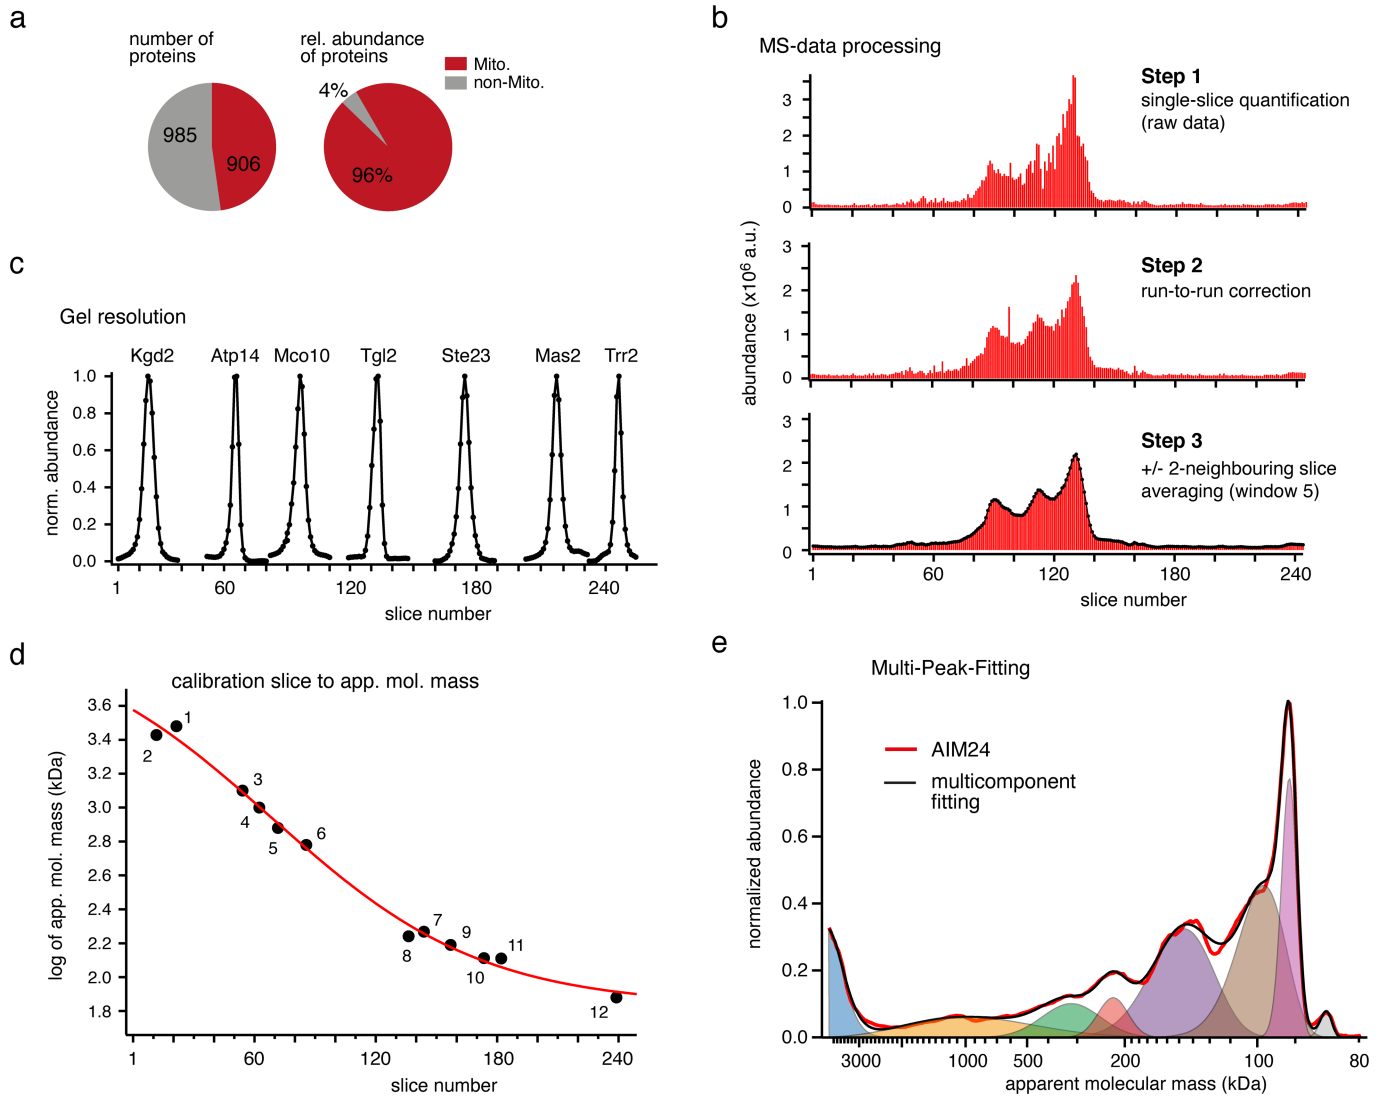 a
number of
proteins
985
906
rel. abundance
of proteins
4%
96%
Mito.
non-Mito.
b
MS-data processing
abundance (x10⁶ a.u.)
Step 1
single-slice quantification
(raw data)
3
2
1
0
Step 2
run-to-run correction
3
2
1
0
Step 3
+/- 2-neighbouring slice
averaging (window 5)
3
2
1
0
1 60 120 180 240
slice number
c
Gel resolution
Kgd2 Atp14 Mco10 Tgl2 Ste23 Mas2 Trr2
norm. abundance
1.0
0.8
0.6
0.4
0.2
0.0
1 60 120 180 240
slice number
d
calibration slice to app. mol. mass
log of app. mol. mass (kDa)
3.6
3.4
3.2
3.0
2.8
2.6
2.4
2.2
2.0
1.8
1
2
3
4
5
6
7
8
9
10
11
12
1 60 120 180 240
slice number
e
Multi-Peak-Fitting
AIM24
multicomponent
fitting
normalized abundance
1.0
0.8
0.6
0.4
0.2
0.0
3000 1000 500 200 100 80
apparent molecular mass (kDa)